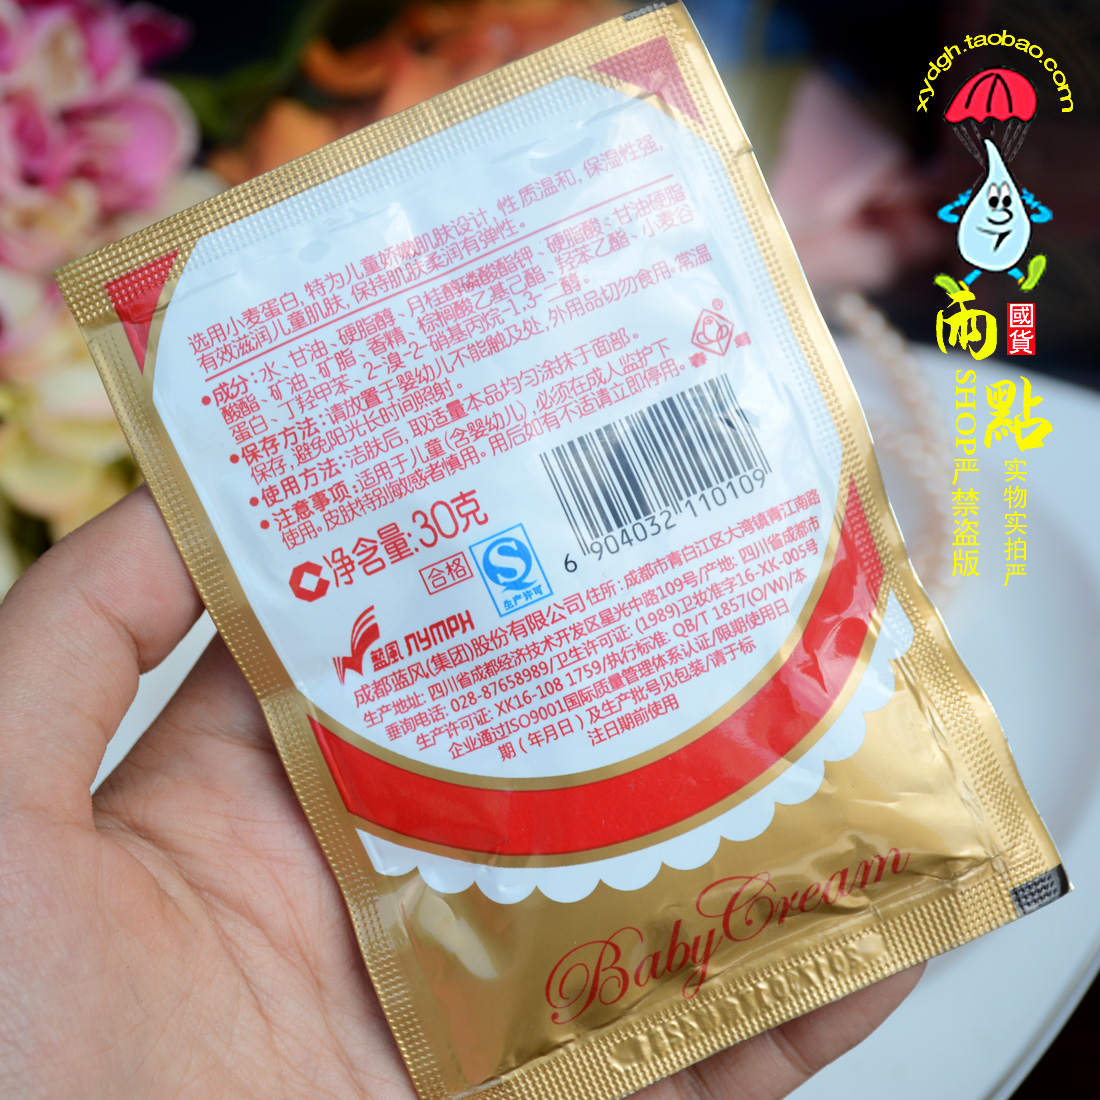 选用小麦蛋白,特为儿童娇嫩肌肤设计,性质温和,保湿性强,
有效滋润儿童肌肤,保持肌肤柔润有弹性。
•成分:水、甘油、硬脂醇、月桂醇磷酸酯钾、硬脂酸、甘油硬脂
酸酯、矿油、矿脂、香精、棕榈酸乙基己酯、羟苯乙酯、小麦谷
蛋白、丁羟甲苯、2-溴-2-硝基丙烷-1,3-二醇。
•保存方法:请放置于婴幼儿不能触及处,外用品切勿食用。常温
保存,避免阳光长时间照射。
•使用方法:洁肤后,取适量本品均匀涂抹于面部。
•注意事项:适用于儿童(含婴幼儿),必须在成人监护下
使用。皮肤特别敏感者慎用。用后如有不适请立即停用。
净含量:30克
合格
生产许可
6 904032 110109
蓝风 NYMPH
成都蓝风(集团)股份有限公司 住所:成都市青白江区大湾镇青江南路
生产地址:四川省成都经济技术开发区星光中路109号/产地:四川省成都市
垂询电话:028-87658989/卫生许可证:(1989)卫妆准字16-XK-005号
生产许可证:XK16-108 1759/执行标准:QB/T 1857(O/W)/本
企业通过ISO9001国际质量管理体系认证/限期使用日
期(年月日)及生产批号见包装/请于标
注日期前使用
Baby Cream
xydgh.taobao.com
雨
點
國貨
SHOP严禁盗版
实物实拍严